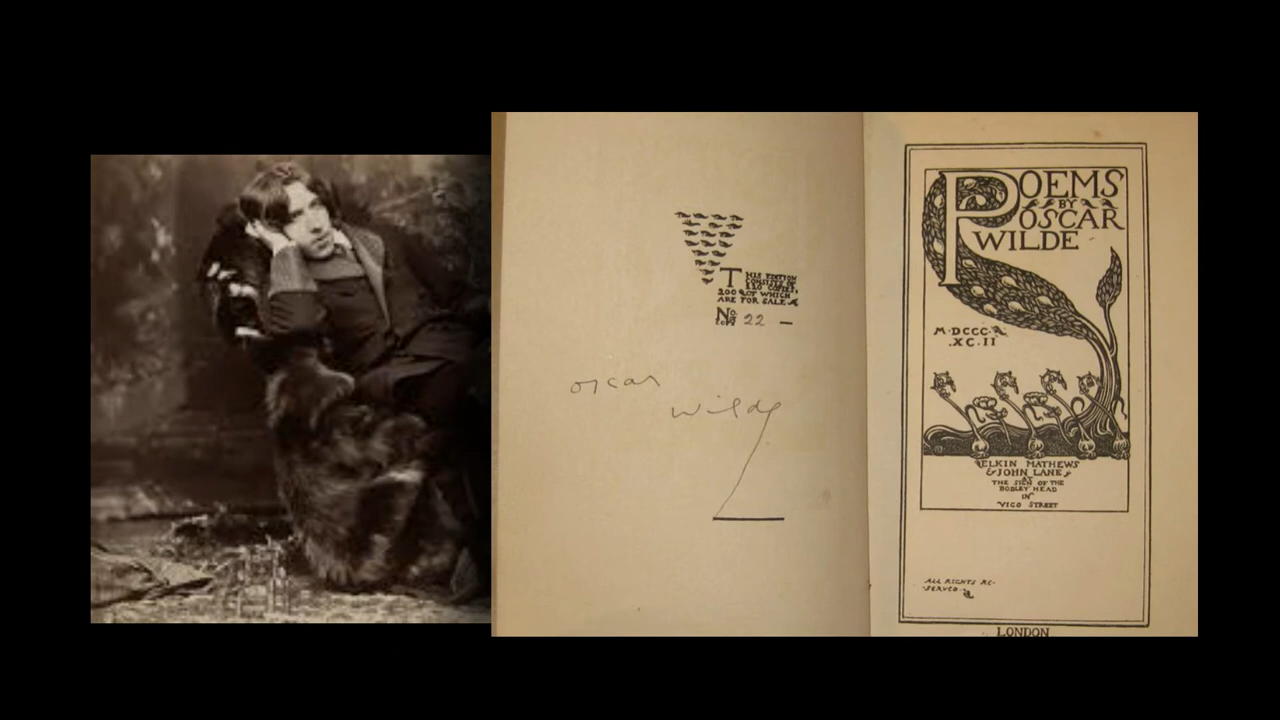 THIS EDITION
CONSISTS OF
220 COPIES,
200 OF WHICH
ARE FOR SALE
No. 22 —
oscar
wilde
POEMS
BY
OSCAR
WILDE
M·DCCC·
·XC·II
ELKIN MATHEWS
& JOHN LANE
AT
THE SIGN OF THE
BODLEY HEAD
IN
VIGO STREET
ALL RIGHTS RE-
SERVED
LONDON